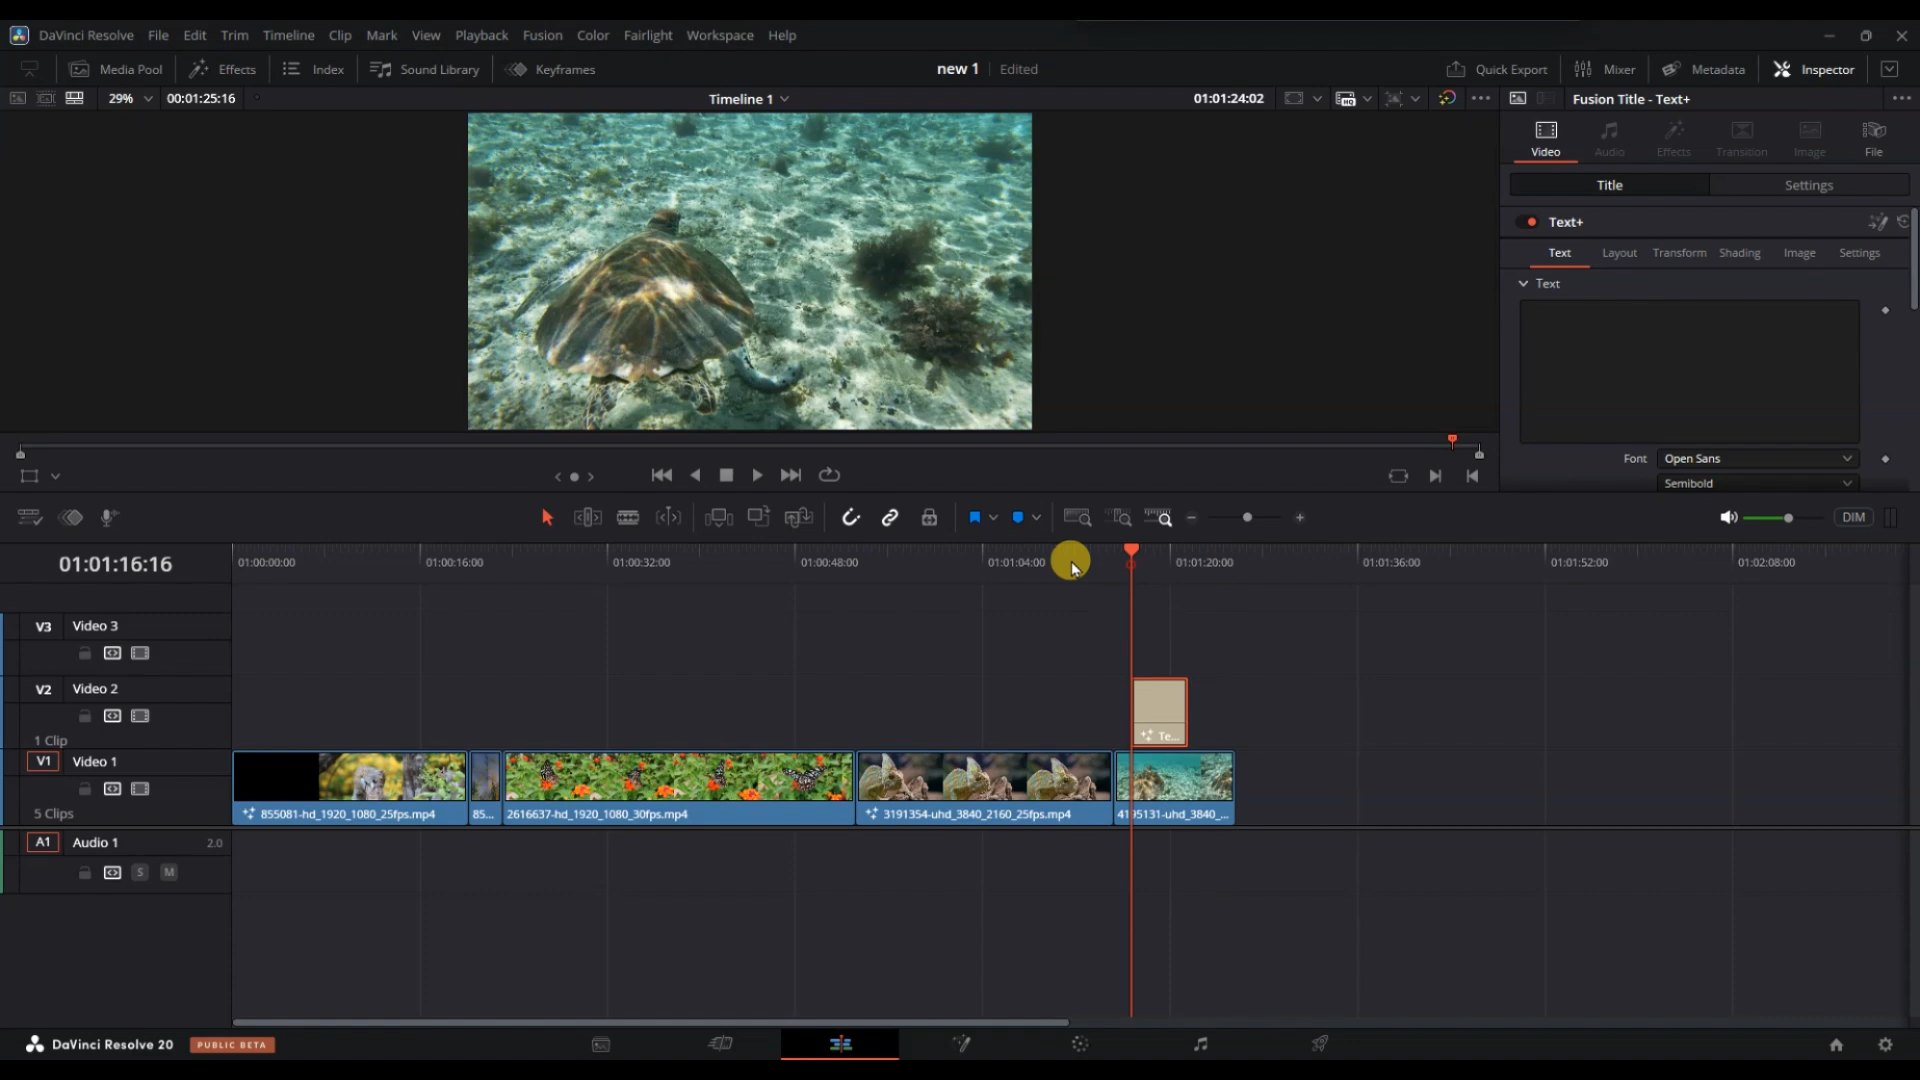 DaVinci Resolve File Edit Trim Timeline Clip Mark View Playback Fusion Color Fairlight Workspace Help
Media Pool Effects Index Sound Library Keyframes new 1 Edited Quick Export Mixer Metadata Inspector
29% 00:01:25:16 Timeline 1 01:01:24:02 Fusion Title - Text+
Video Audio Effects Transition Image File
Title Settings
Text+
Text Layout Transform Shading Image Settings
Text
Font Open Sans
Semibold
DIM
01:01:16:16
01:00:00:00 01:00:16:00 01:00:32:00 01:00:48:00 01:01:04:00 01:01:20:00 01:01:36:00 01:01:52:00 01:02:08:00
V3 Video 3
V2 Video 2
1 Clip
Te...
V1 Video 1
5 Clips
855081-hd_1920_1080_25fps.mp4 85... 2616637-hd_1920_1080_30fps.mp4 3191354-uhd_3840_2160_25fps.mp4 4195131-uhd_3840_...
A1 Audio 1 2.0
S M
DaVinci Resolve 20 PUBLIC BETA